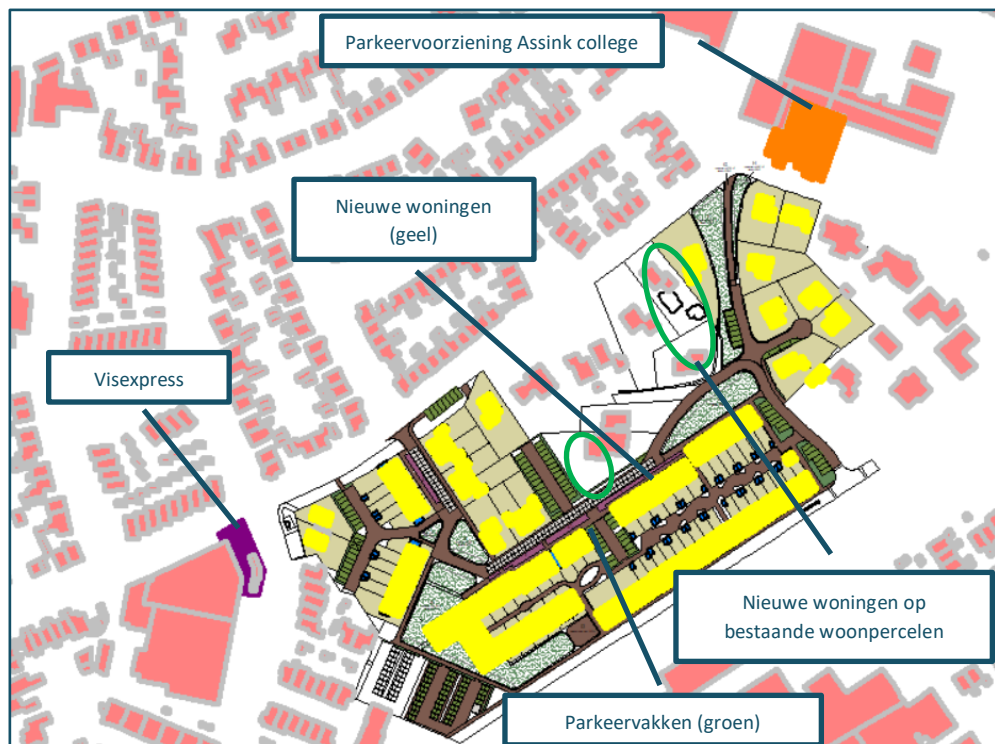 Parkeervoorziening Assink college
Nieuwe woningen
(geel)
Visexpress
Nieuwe woningen op
bestaande woonpercelen
Parkeervakken (groen)